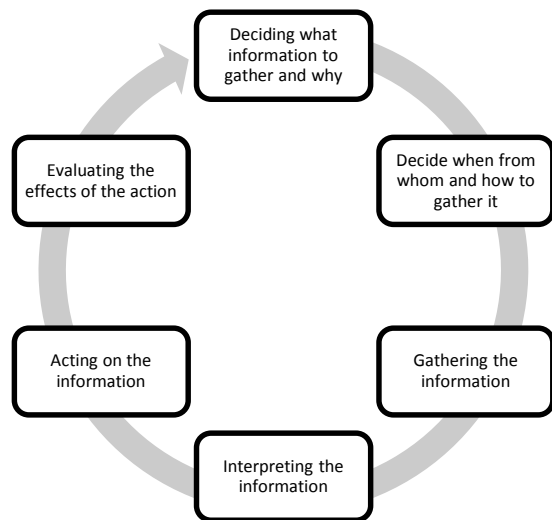 Deciding what
information to
gather and why
Decide when from
whom and how to
gather it
Gathering the
information
Interpreting the
information
Acting on the
information
Evaluating the
effects of the action